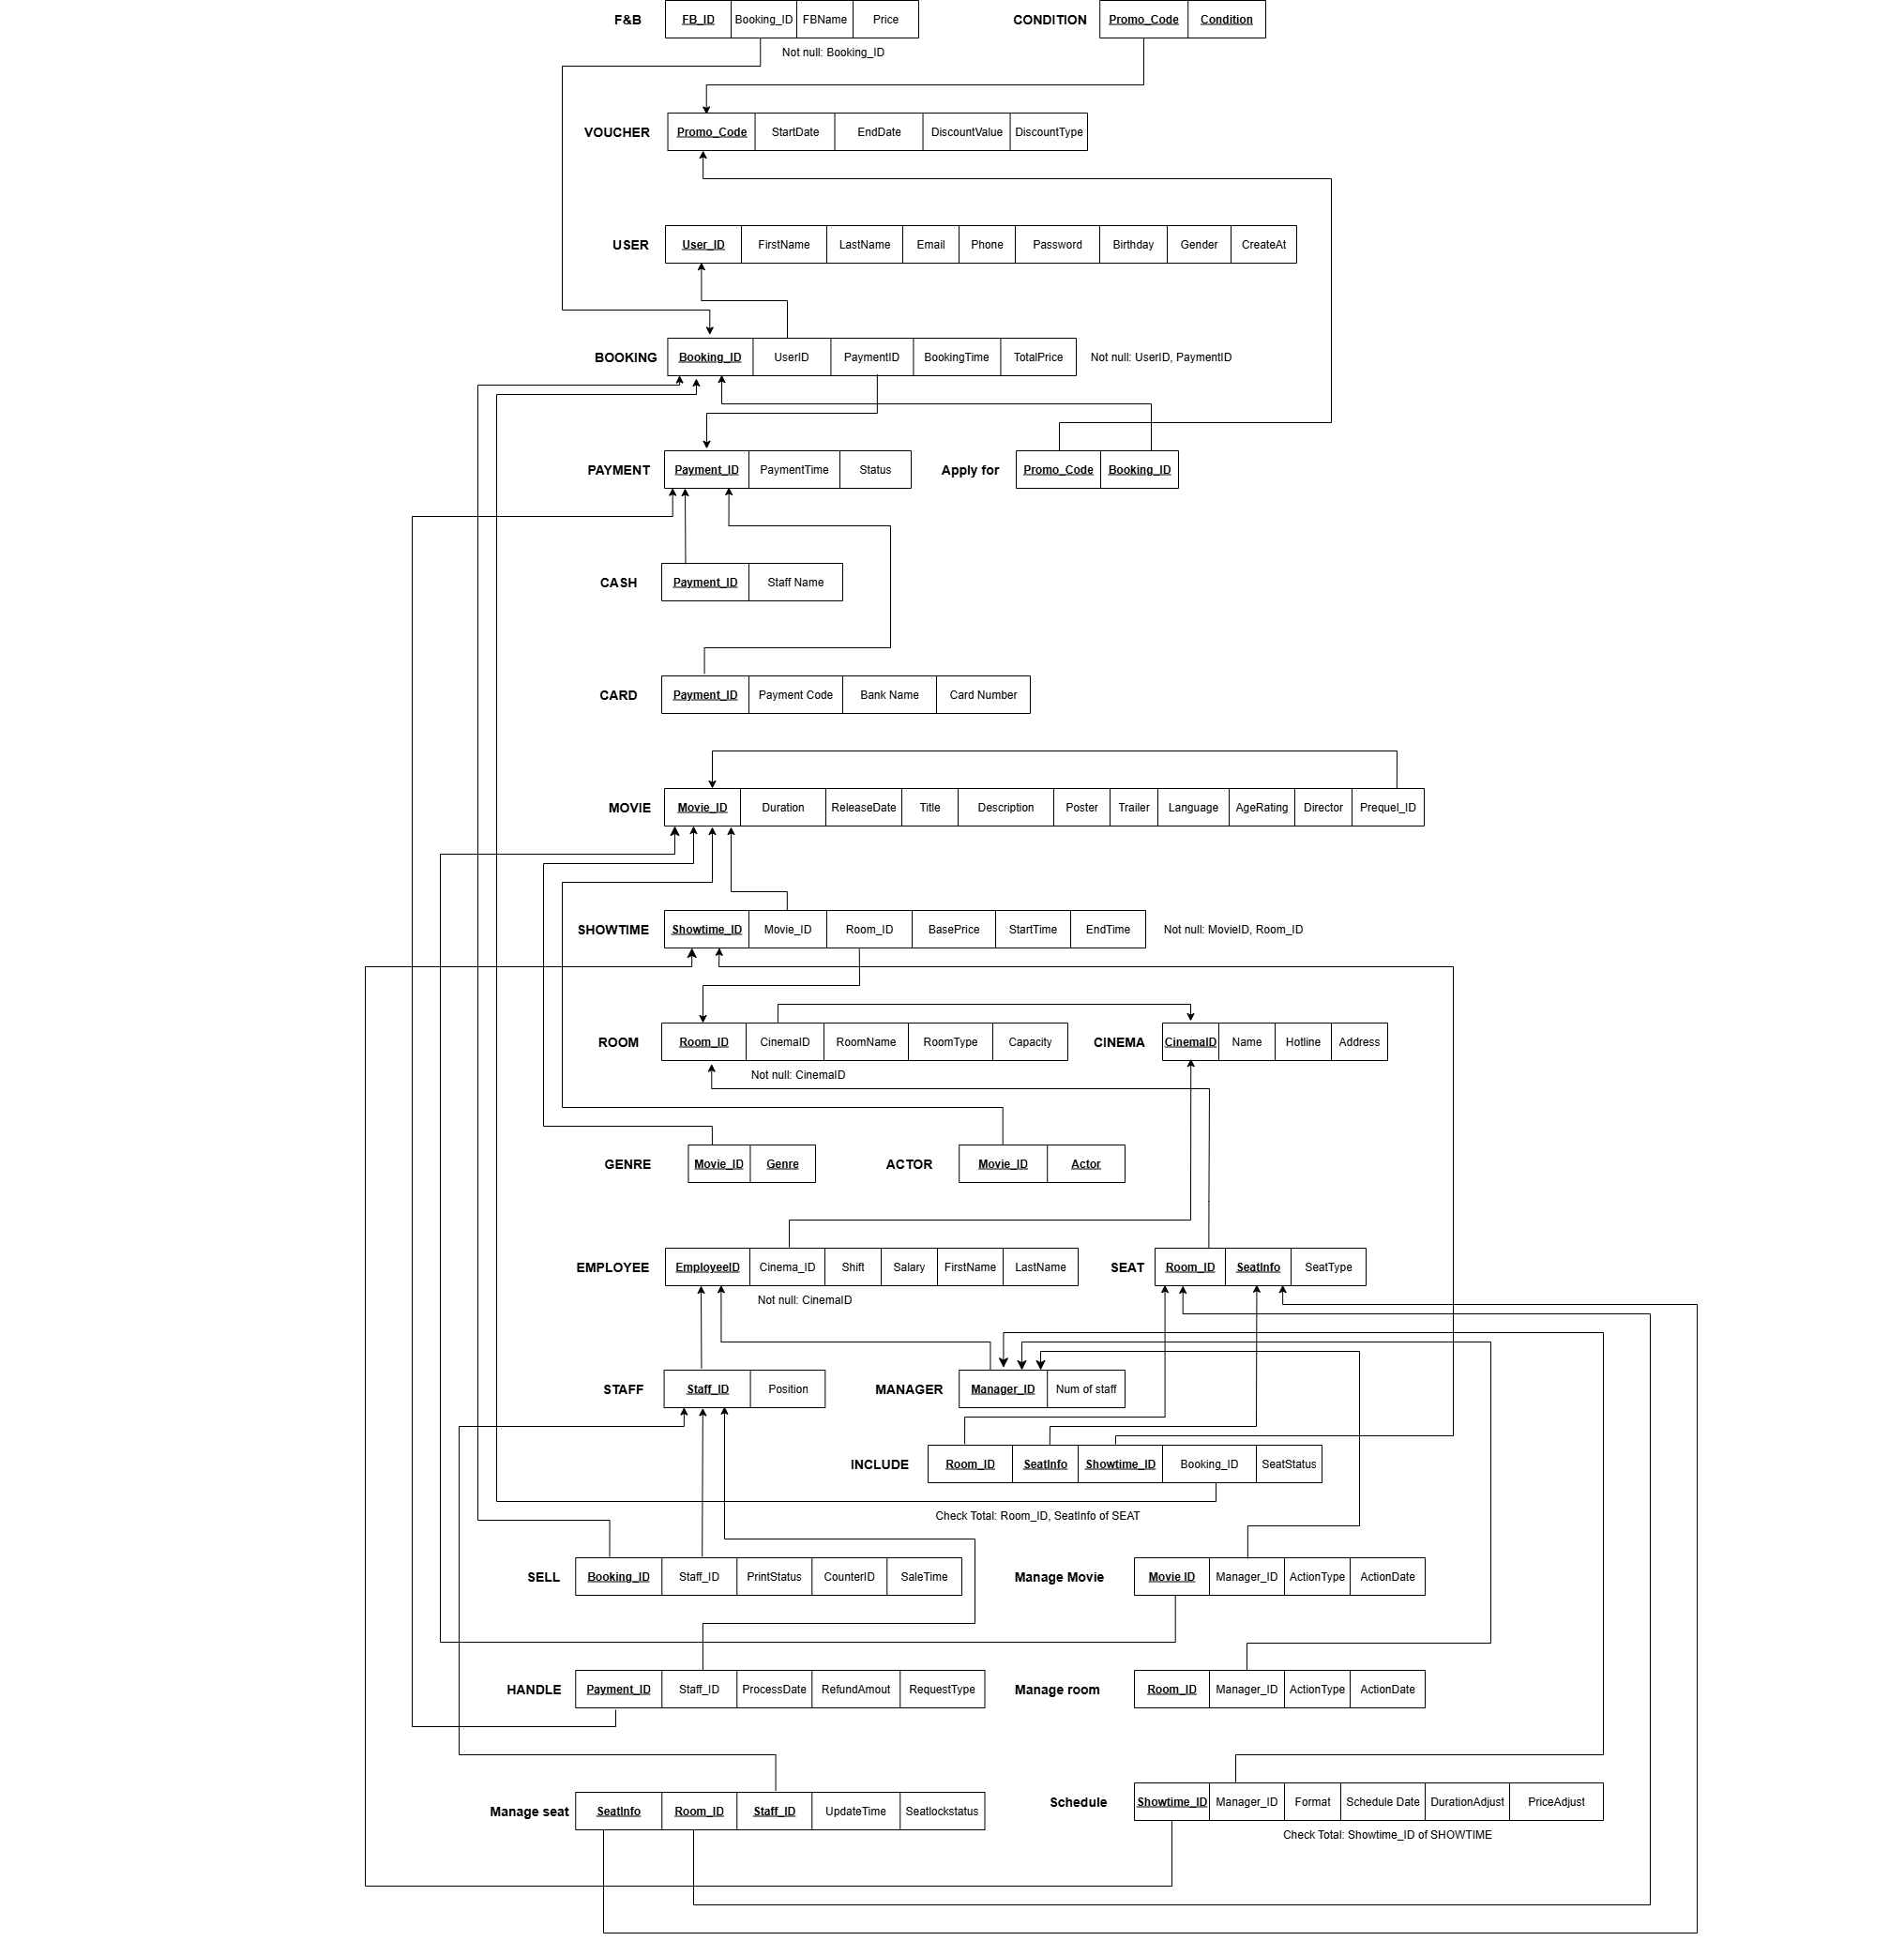 F&B FB_ID Booking_ID FBName Price
CONDITION Promo_Code Condition
Not null: Booking_ID
VOUCHER Promo_Code StartDate EndDate DiscountValue DiscountType
USER User_ID FirstName LastName Email Phone Password Birthday Gender CreateAt
BOOKING Booking_ID UserID PaymentID BookingTime TotalPrice Not null: UserID, PaymentID
PAYMENT Payment_ID PaymentTime Status
Apply for Promo_Code Booking_ID
CASH Payment_ID Staff Name
CARD Payment_ID Payment Code Bank Name Card Number
MOVIE Movie_ID Duration ReleaseDate Title Description Poster Trailer Language AgeRating Director Prequel_ID
SHOWTIME Showtime_ID Movie_ID Room_ID BasePrice StartTime EndTime Not null: MovieID, Room_ID
ROOM Room_ID CinemaID RoomName RoomType Capacity
CINEMA CinemaID Name Hotline Address
Not null: CinemaID
GENRE Movie_ID Genre
ACTOR Movie_ID Actor
EMPLOYEE EmployeeID Cinema_ID Shift Salary FirstName LastName
SEAT Room_ID SeatInfo SeatType
Not null: CinemaID
STAFF Staff_ID Position
MANAGER Manager_ID Num of staff
INCLUDE Room_ID SeatInfo Showtime_ID Booking_ID SeatStatus
Check Total: Room_ID, SeatInfo of SEAT
SELL Booking_ID Staff_ID PrintStatus CounterID SaleTime
Manage Movie Movie ID Manager_ID ActionType ActionDate
HANDLE Payment_ID Staff_ID ProcessDate RefundAmout RequestType
Manage room Room_ID Manager_ID ActionType ActionDate
Manage seat SeatInfo Room_ID Staff_ID UpdateTime Seatlockstatus
Schedule Showtime_ID Manager_ID Format Schedule Date DurationAdjust PriceAdjust
Check Total: Showtime_ID of SHOWTIME